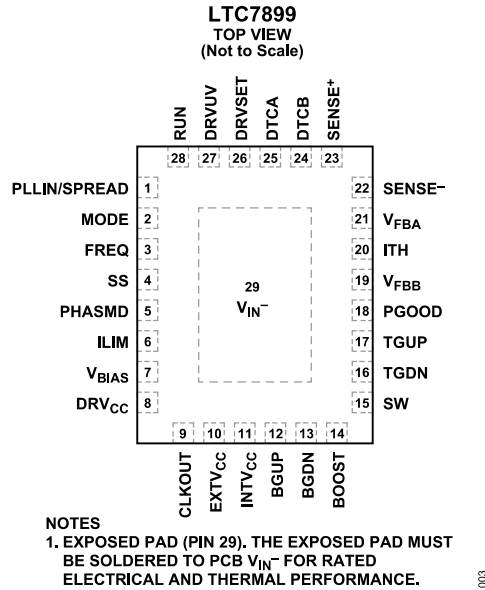 LTC7899
TOP VIEW
(Not to Scale)
RUN
DRVUV
DRVSET
DTCA
DTCB
SENSE+
28
27
26
25
24
23
PLLIN/SPREAD 1
MODE 2
FREQ 3
SS 4
PHASMD 5
ILIM 6
VBIAS 7
DRVCC 8
22 SENSE–
21 VFBA
20 ITH
19 VFBB
18 PGOOD
17 TGUP
16 TGDN
15 SW
29
VIN–
9
10
11
12
13
14
CLKOUT
EXTVCC
INTVCC
BGUP
BGDN
BOOST
NOTES
1. EXPOSED PAD (PIN 29). THE EXPOSED PAD MUST
BE SOLDERED TO PCB VIN– FOR RATED
ELECTRICAL AND THERMAL PERFORMANCE.
003